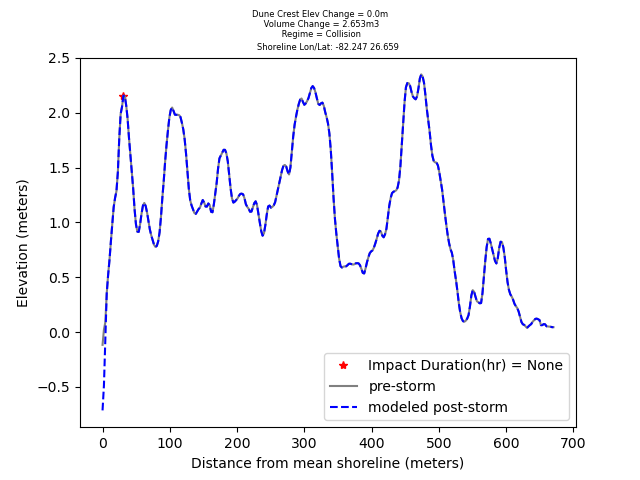 Dune Crest Elev Change = 0.0m
Volume Change = 2.653m3
Regime = Collision
Shoreline Lon/Lat: -82.247 26.659
2.5
2.0
1.5
1.0
0.5
0.0
−0.5
Elevation (meters)
Impact Duration(hr) = None
pre-storm
modeled post-storm
0 100 200 300 400 500 600 700
Distance from mean shoreline (meters)